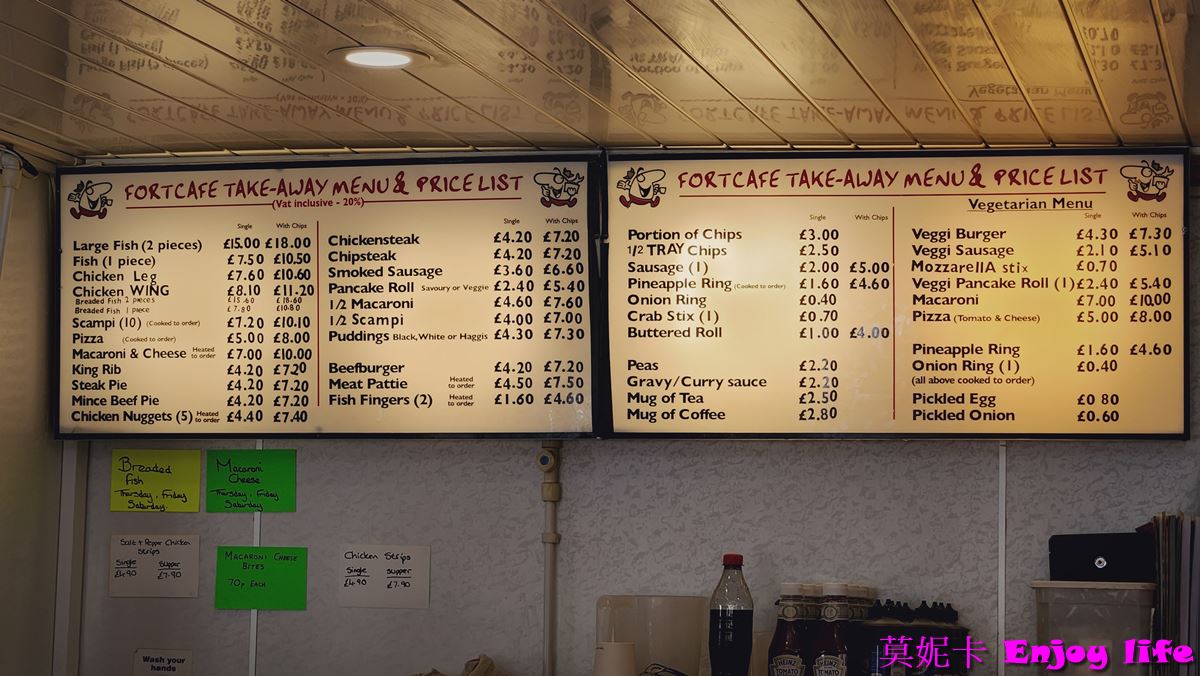 FORTCAFE TAKE-AWAY MENU & PRICE LIST
(Vat inclusive - 20%)
Single With Chips
Large Fish (2 pieces) £15.00 £18.00
Fish (1 piece) £7.50 £10.50
Chicken Leg £7.60 £10.60
Chicken WING £8.10 £11.20
Breaded Fish 2 pieces £15.60 £18.60
Breaded Fish 1 piece £7.80 £10.80
Scampi (10) (Cooked to order) £7.20 £10.10
Pizza (Cooked to order) £5.00 £8.00
Macaroni & Cheese Heated to order £7.00 £10.00
King Rib £4.20 £7.20
Steak Pie £4.20 £7.20
Mince Beef Pie £4.20 £7.20
Chicken Nuggets (5) Heated to order £4.40 £7.40
Single With Chips
Chickensteak £4.20 £7.20
Chipsteak £4.20 £7.20
Smoked Sausage £3.60 £6.60
Pancake Roll Savoury or Veggie £2.40 £5.40
1/2 Macaroni £4.60 £7.60
1/2 Scampi £4.00 £7.00
Puddings Black, White or Haggis £4.30 £7.30
Beefburger £4.20 £7.20
Meat Pattie Heated to order £4.50 £7.50
Fish Fingers (2) Heated to order £1.60 £4.60
FORTCAFE TAKE-AWAY MENU & PRICE LIST
Single With Chips
Portion of Chips £3.00
1/2 TRAY Chips £2.50
Sausage (1) £2.00 £5.00
Pineapple Ring (Cooked to order) £1.60 £4.60
Onion Ring £0.40
Crab Stix (1) £0.70
Buttered Roll £1.00 £4.00
Peas £2.20
Gravy/Curry sauce £2.20
Mug of Tea £2.50
Mug of Coffee £2.80
Vegetarian Menu
Single With Chips
Veggi Burger £4.30 £7.30
Veggi Sausage £2.10 £5.10
MozzarellA stix £0.70
Veggi Pancake Roll (1) £2.40 £5.40
Macaroni £7.00 £10.00
Pizza (Tomato & Cheese) £5.00 £8.00
Pineapple Ring £1.60 £4.60
Onion Ring (1) £0.40
(all above cooked to order)
Pickled Egg £0 80
Pickled Onion £0.60
Breaded
fish
Thursday, Friday
Saturday.
Macaroni
Cheese
Thursday, Friday
Saturday
Salt + Pepper Chicken
Strips
Single Supper
£4.90 £7.90
MACARONI CHEESE
BITES
70p EACH
Chicken Strips
Single supper
£4.90 £7.90
Wash your
hands
HEINZ
TOMATO
HEINZ
TOMATO
莫妮卡 Enjoy life